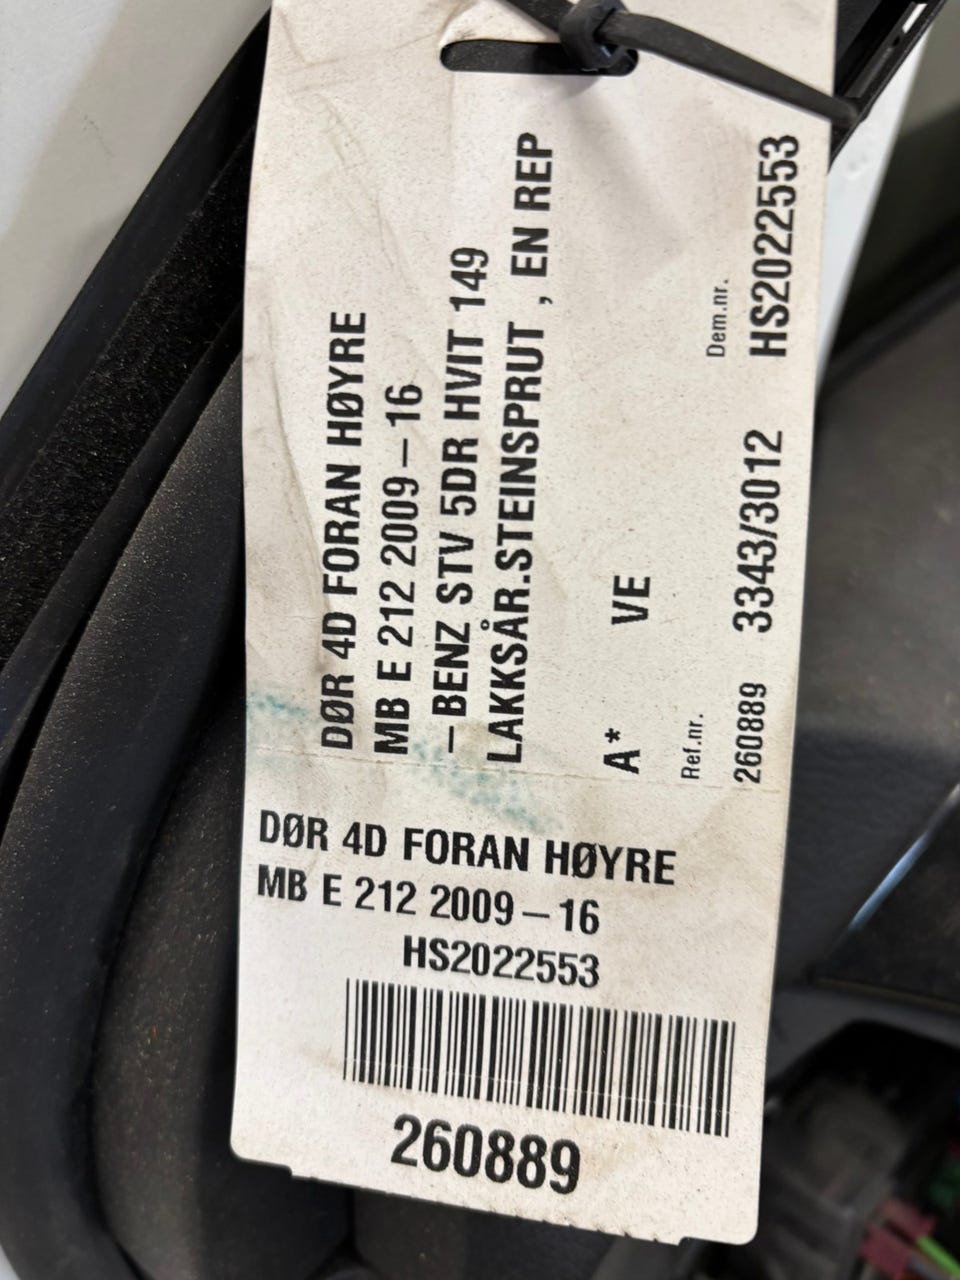 DØR 4D FORAN HØYRE
MB E 212 2009–16
– BENZ STV 5DR HVIT 149
LAKKSÅR.STEINSPRUT , EN REP
A* VE
Ref.nr. Dem.nr.
260889 3343/3012 HS2022553
DØR 4D FORAN HØYRE
MB E 212 2009–16
HS2022553
260889